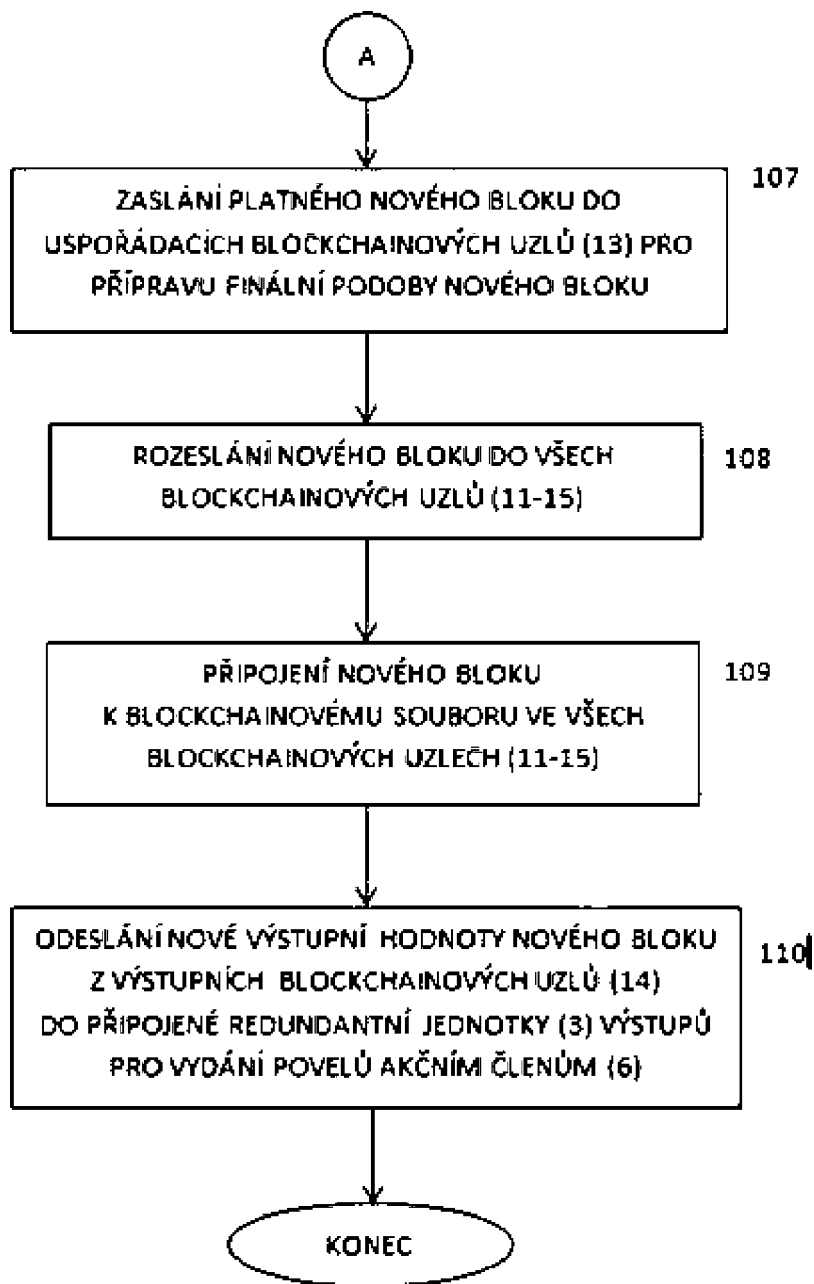 A
107
ZASLÁNÍ PLATNÉHO NOVÉHO BLOKU DO
USPOŘÁDACÍCH BLOCKCHAINOVÝCH UZLŮ (13) PRO
PŘÍPRAVU FINÁLNÍ PODOBY NOVÉHO BLOKU
108
ROZESLÁNÍ NOVÉHO BLOKU DO VŠECH
BLOCKCHAINOVÝCH UZLŮ (11-15)
109
PŘIPOJENÍ NOVÉHO BLOKU
K BLOCKCHAINOVÉMU SOUBORU VE VŠECH
BLOCKCHAINOVÝCH UZLECH (11-15)
110
ODESLÁNÍ NOVÉ VÝSTUPNÍ HODNOTY NOVÉHO BLOKU
Z VÝSTUPNÍCH BLOCKCHAINOVÝCH UZLŮ (14)
DO PŘIPOJENÉ REDUNDANTNÍ JEDNOTKY (3) VÝSTUPŮ
PRO VYDÁNÍ POVELŮ AKČNÍM ČLENŮM (6)
KONEC